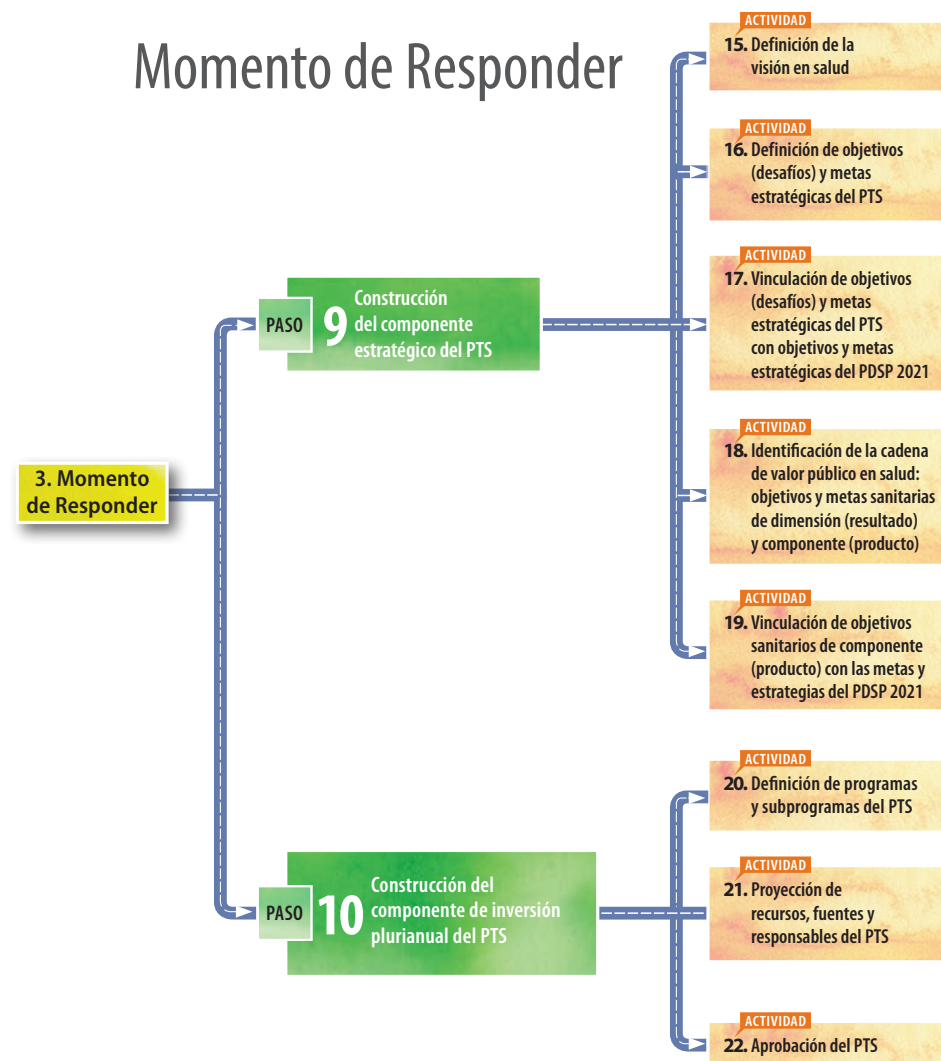 Momento de Responder
3. Momento
de Responder
PASO
9
Construcción
del componente
estratégico del PTS
ACTIVIDAD
15. Definición de la
visión en salud
ACTIVIDAD
16. Definición de objetivos
(desafíos) y metas
estratégicas del PTS
ACTIVIDAD
17. Vinculación de objetivos
(desafíos) y metas
estratégicas del PTS
con objetivos y metas
estratégicas del PDSP 2021
ACTIVIDAD
18. Identificación de la cadena
de valor público en salud:
objetivos y metas sanitarias
de dimensión (resultado)
y componente (producto)
ACTIVIDAD
19. Vinculación de objetivos
sanitarios de componente
(producto) con las metas y
estrategias del PDSP 2021
PASO
10
Construcción del
componente de inversión
plurianual del PTS
ACTIVIDAD
20. Definición de programas
y subprogramas del PTS
ACTIVIDAD
21. Proyección de
recursos, fuentes y
responsables del PTS
ACTIVIDAD
22. Aprobación del PTS